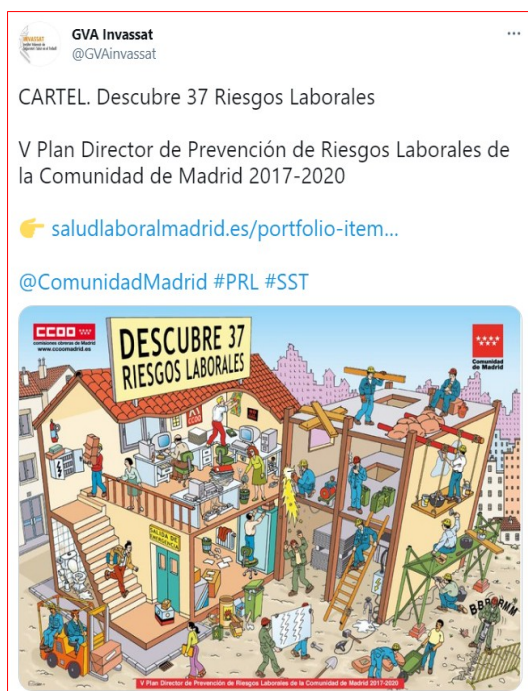 INVASSAT
GVA Invassat
@GVAinvassat
CARTEL. Descubre 37 Riesgos Laborales
V Plan Director de Prevención de Riesgos Laborales de
la Comunidad de Madrid 2017-2020
saludlaboralmadrid.es/portfolio-item...
@ComunidadMadrid #PRL #SST
CCOO
comisiones obreras de Madrid
www.ccoomadrid.es
DESCUBRE 37
RIESGOS LABORALES
Comunidad
de Madrid
SALIDA DE
EMERGENCIA
BBRROMM
V Plan Director de Prevención de Riesgos Laborales de la Comunidad de Madrid 2017-2020